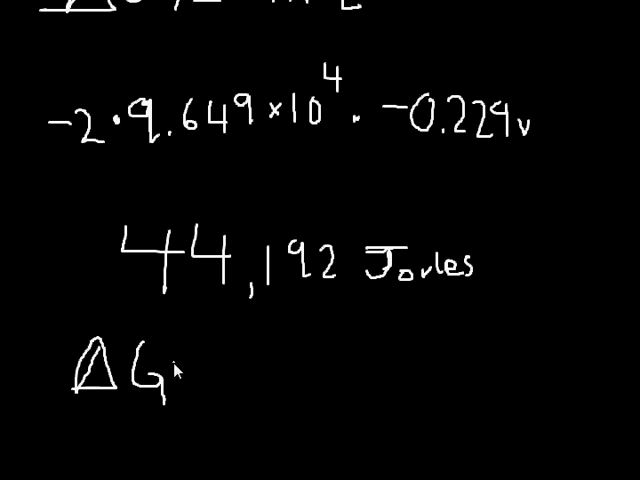 -2 · 9.649 × 10⁴ · -0.229v
44,192 Joules
ΔG